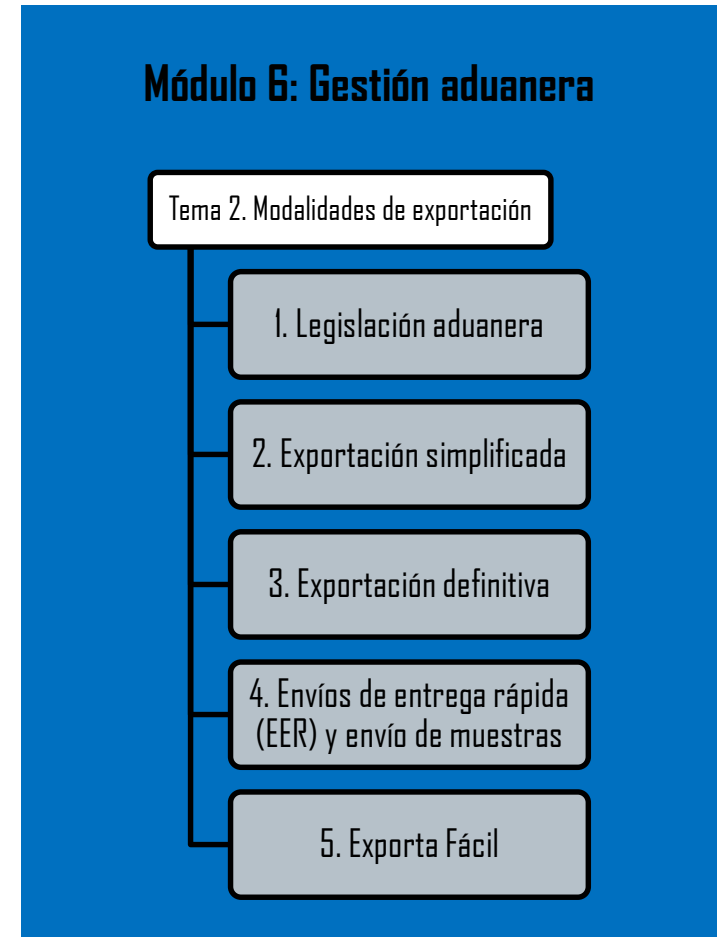 Módulo 6: Gestión aduanera
Tema 2. Modalidades de exportación
1. Legislación aduanera
2. Exportación simplificada
3. Exportación definitiva
4. Envíos de entrega rápida
(EER) y envío de muestras
5. Exporta Fácil